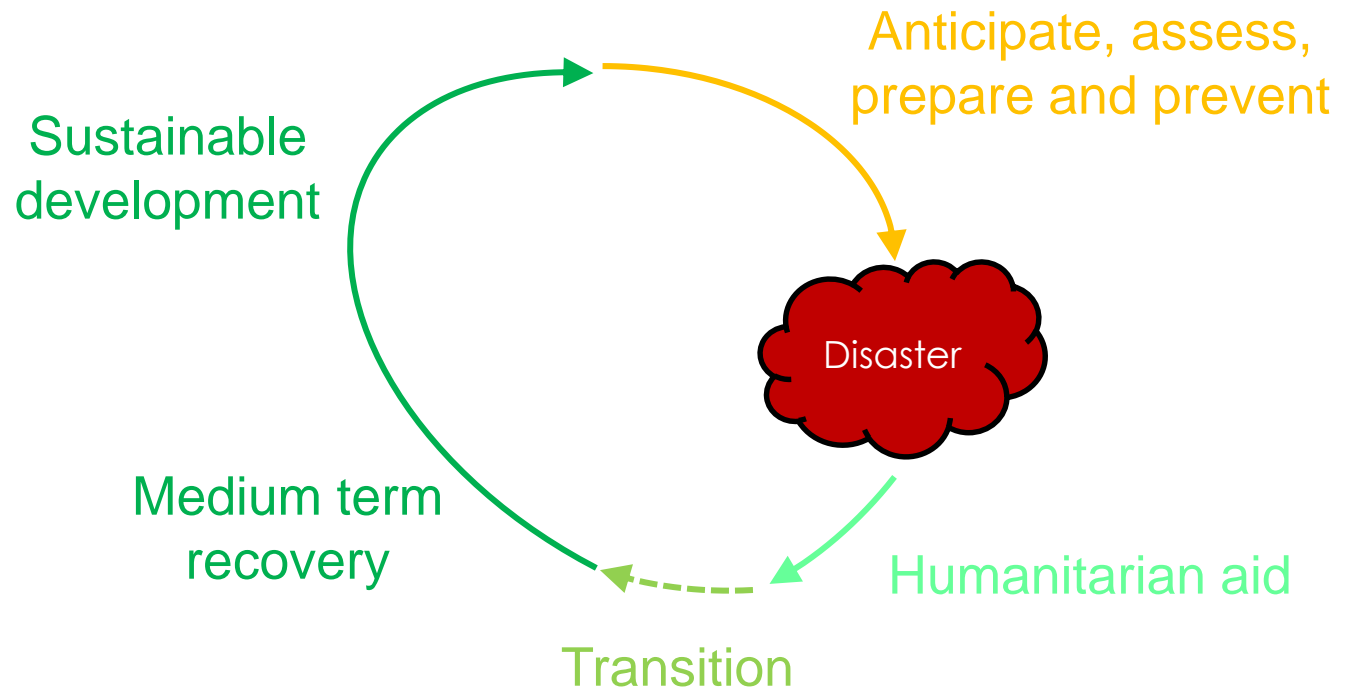 Anticipate, assess,
prepare and prevent
Sustainable
development
Disaster
Medium term
recovery
Humanitarian aid
Transition